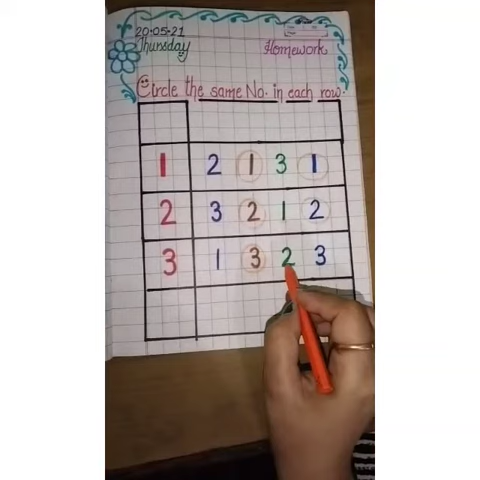 20-05-21
Thursday
Homework
Circle the same No. in each row.
1 2 1 3 1
2 3 2 1 2
3 1 3 2 3